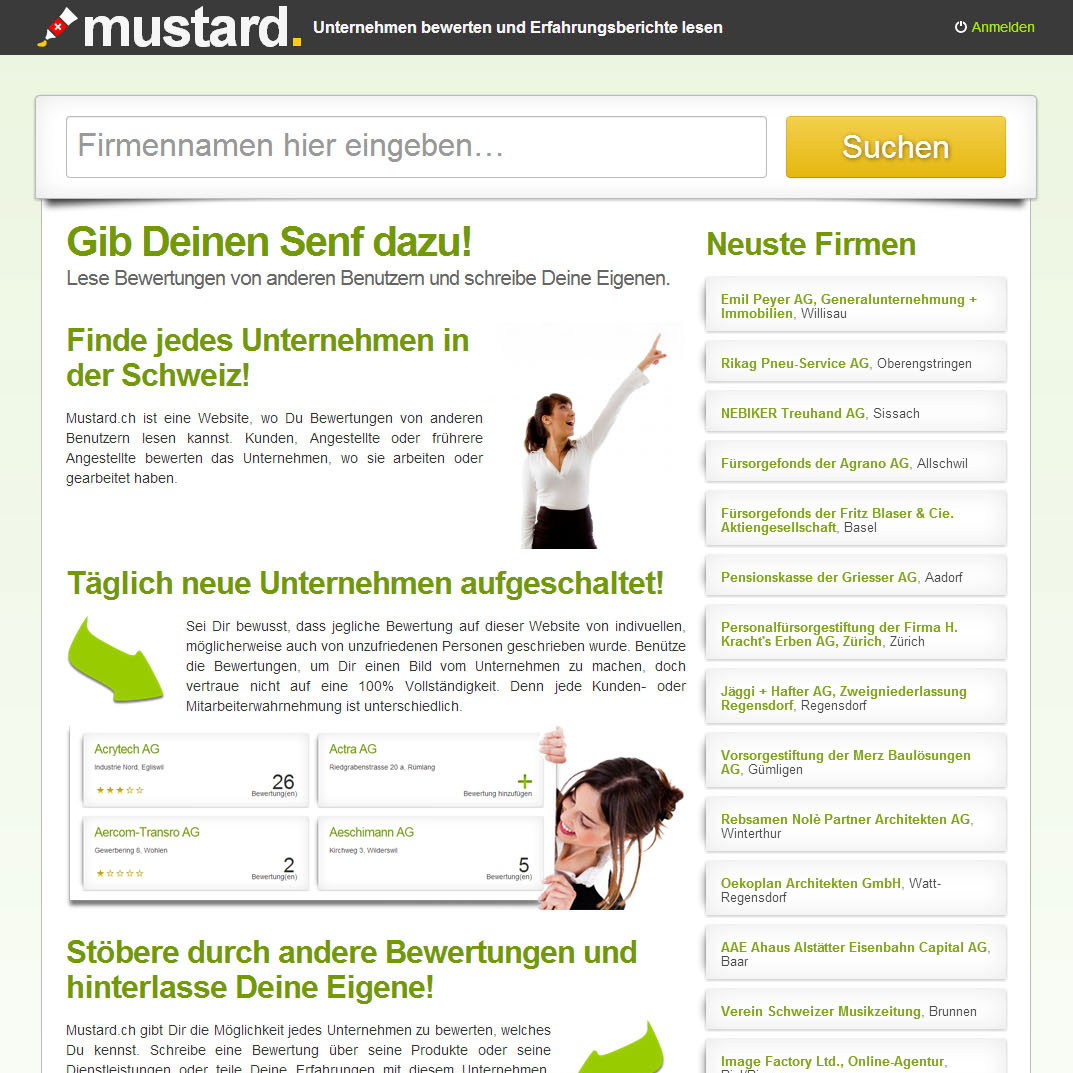 mustard.
Unternehmen bewerten und Erfahrungsberichte lesen
Anmelden
Firmennamen hier eingeben…
Suchen
Gib Deinen Senf dazu!
Lese Bewertungen von anderen Benutzern und schreibe Deine Eigenen.
Finde jedes Unternehmen in
der Schweiz!
Mustard.ch ist eine Website, wo Du Bewertungen von anderen
Benutzern lesen kannst. Kunden, Angestellte oder frührere
Angestellte bewerten das Unternehmen, wo sie arbeiten oder
gearbeitet haben.
Täglich neue Unternehmen aufgeschaltet!
Sei Dir bewusst, dass jegliche Bewertung auf dieser Website von indivuellen,
möglicherweise auch von unzufriedenen Personen geschrieben wurde. Benütze
die Bewertungen, um Dir einen Bild vom Unternehmen zu machen, doch
vertraue nicht auf eine 100% Vollständigkeit. Denn jede Kunden- oder
Mitarbeiterwahrnehmung ist unterschiedlich.
Acrytech AG
Industrie Nord, Egliswil
26
Bewertung(en)
Actra AG
Riedgrabenstrasse 20 a, Rümlang
+
Bewertung hinzufügen
Aercom-Transro AG
Gewerbering 8, Wohlen
2
Bewertung(en)
Aeschimann AG
Kirchweg 3, Wilderswil
5
Bewertung(en)
Stöbere durch andere Bewertungen und
hinterlasse Deine Eigene!
Mustard.ch gibt Dir die Möglichkeit jedes Unternehmen zu bewerten, welches
Du kennst. Schreibe eine Bewertung über seine Produkte oder seine
Dienstleistungen oder teile Deine Erfahrungen mit diesem Unternehmen,
Neuste Firmen
Emil Peyer AG, Generalunternehmung +
Immobilien, Willisau
Rikag Pneu-Service AG, Oberengstringen
NEBIKER Treuhand AG, Sissach
Fürsorgefonds der Agrano AG, Allschwil
Fürsorgefonds der Fritz Blaser & Cie.
Aktiengesellschaft, Basel
Pensionskasse der Griesser AG, Aadorf
Personalfürsorgestiftung der Firma H.
Kracht's Erben AG, Zürich, Zürich
Jäggi + Hafter AG, Zweigniederlassung
Regensdorf, Regensdorf
Vorsorgestiftung der Merz Baulösungen
AG, Gümligen
Rebsamen Nolè Partner Architekten AG,
Winterthur
Oekoplan Architekten GmbH, Watt-
Regensdorf
AAE Ahaus Alstätter Eisenbahn Capital AG,
Baar
Verein Schweizer Musikzeitung, Brunnen
Image Factory Ltd., Online-Agentur,